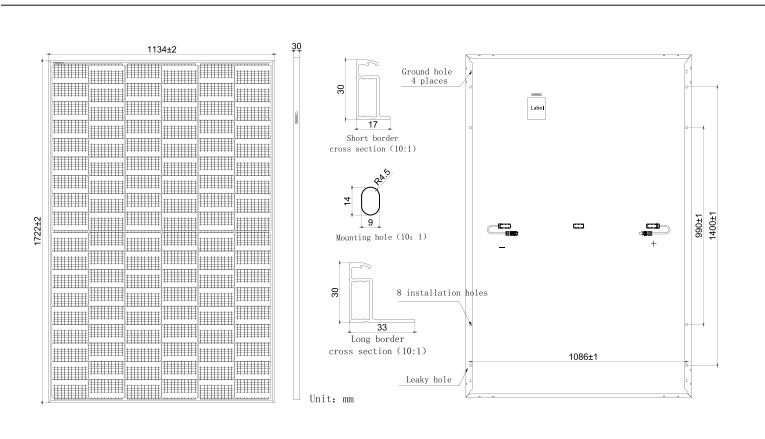 1134±2
30
1722±2
30
17
Short border
cross section (10:1)
R4.5
14
9
Mounting hole (10: 1)
30
33
Long border
cross section (10:1)
Unit: mm
Ground hole
4 places
Label
8 installation holes
Leaky hole
－
＋
990±1
1400±1
1086±1